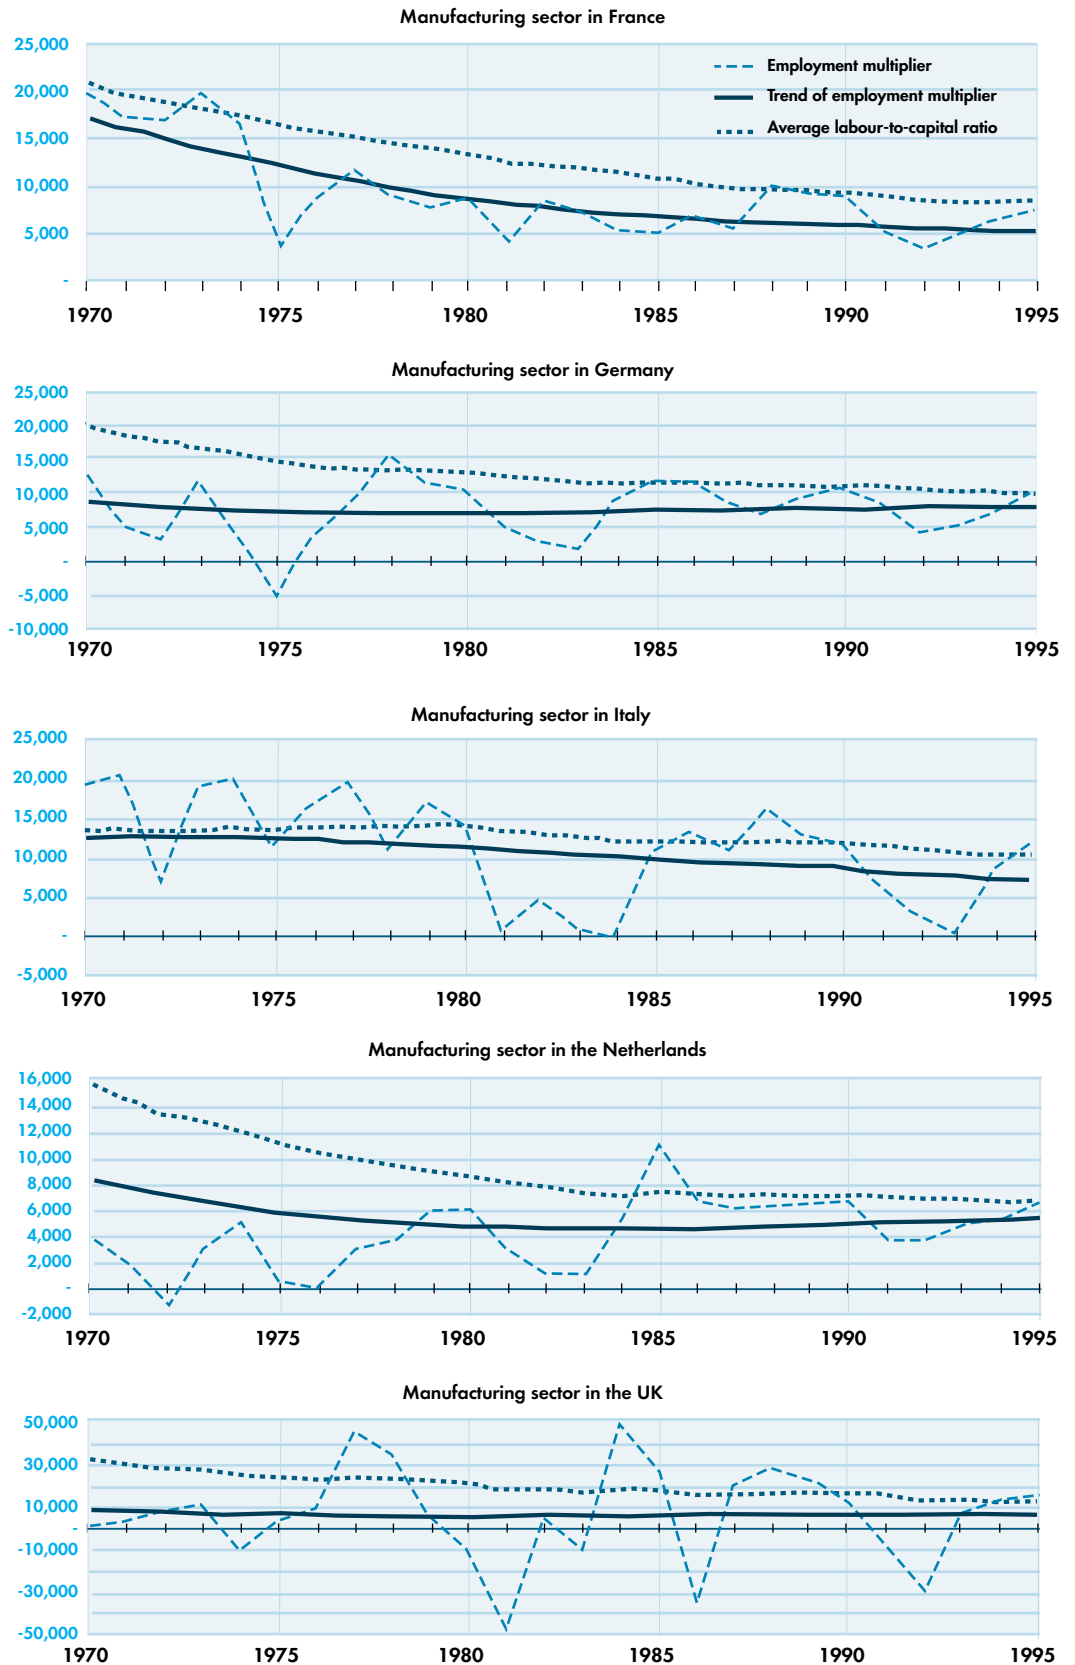 Manufacturing sector in France
25,000
20,000
15,000
10,000
5,000
-
Employment multiplier
Trend of employment multiplier
Average labour-to-capital ratio
1970 1975 1980 1985 1990 1995
Manufacturing sector in Germany
25,000
20,000
15,000
10,000
5,000
-
-5,000
-10,000
1970 1975 1980 1985 1990 1995
Manufacturing sector in Italy
25,000
20,000
15,000
10,000
5,000
-
-5,000
1970 1975 1980 1985 1990 1995
Manufacturing sector in the Netherlands
16,000
14,000
12,000
10,000
8,000
6,000
4,000
2,000
-
-2,000
1970 1975 1980 1985 1990 1995
Manufacturing sector in the UK
50,000
30,000
10,000
-
-10,000
-30,000
-50,000
1970 1975 1980 1985 1990 1995